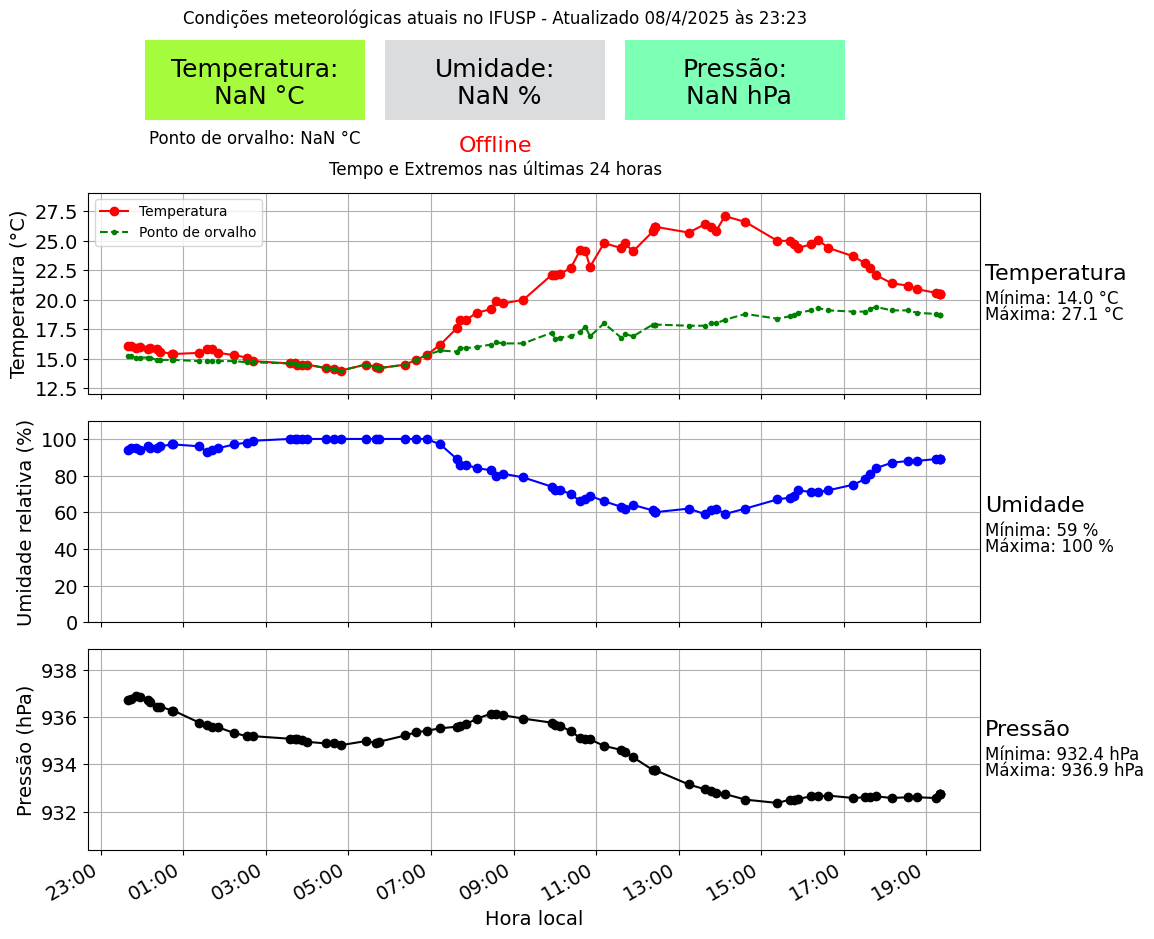 Condições meteorológicas atuais no IFUSP - Atualizado 08/4/2025 às 23:23
Temperatura:
NaN °C
Umidade:
NaN %
Pressão:
NaN hPa
Ponto de orvalho: NaN °C
Offline
Tempo e Extremos nas últimas 24 horas
Temperatura (°C)
27.5
25.0
22.5
20.0
17.5
15.0
12.5
Temperatura
Ponto de orvalho
Temperatura
Mínima: 14.0 °C
Máxima: 27.1 °C
Umidade relativa (%)
100
80
60
40
20
0
Umidade
Mínima: 59 %
Máxima: 100 %
Pressão (hPa)
938
936
934
932
Pressão
Mínima: 932.4 hPa
Máxima: 936.9 hPa
23:00
01:00
03:00
05:00
07:00
09:00
11:00
13:00
15:00
17:00
19:00
Hora local